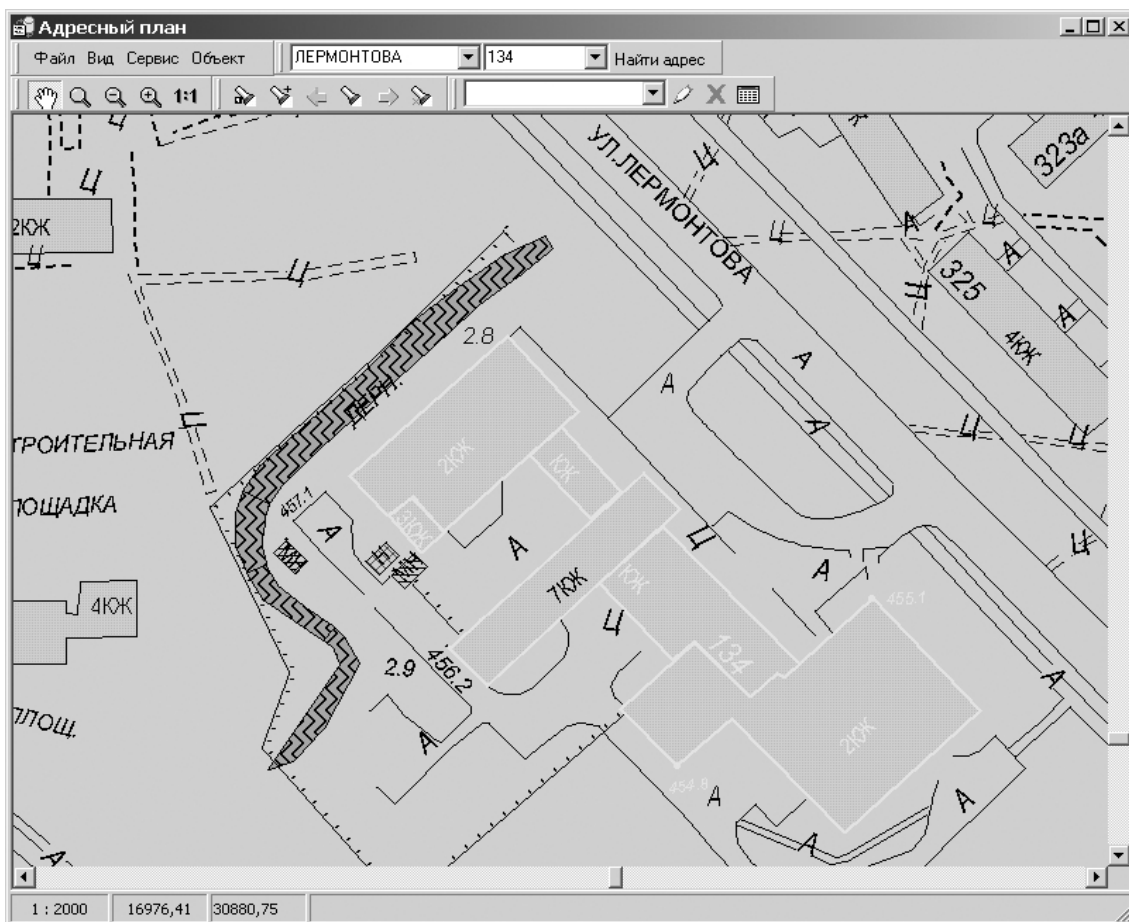 Адресный план
Файл Вид Сервис Объект ЛЕРМОНТОВА 134 Найти адрес
1:1
Ц
Ц
Ц
2КЖ
Ц
Ц
УЛ.ЛЕРМОНТОВА
Ц
А
Ц
323а
325
А
А
4КЖ
Ц
2.8
ДЕРН.
А
А
А
Ц
Ц
Ц
ТРОИТЕЛЬНАЯ
2КЖ
КЖ
457.1
А
3КЖ
А
Ц
Ц
ЛОЩАДКА
7КЖ
КЖ
А
455.1
4КЖ
Ц
2.9
456.2
134
А
ПЛОЩ.
А
2КЖ
454.8
А
А
А
А
1 : 2000 16976,41 30880,75